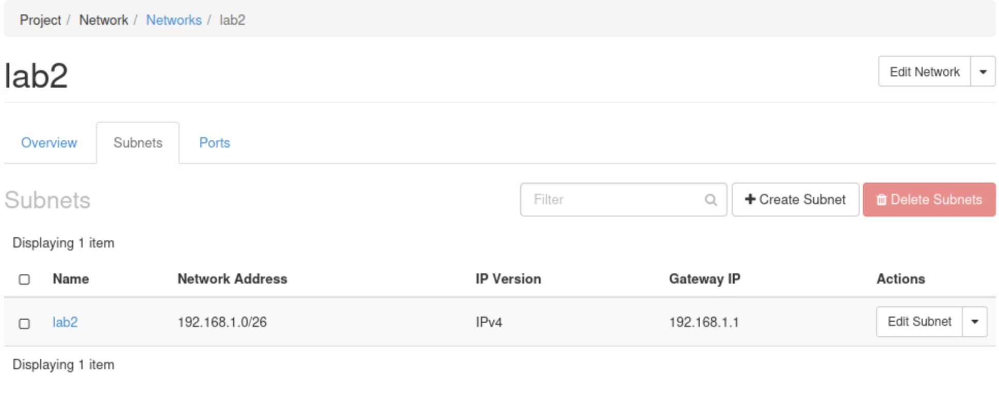 Project / Network / Networks / lab2
lab2
Edit Network
Overview Subnets Ports
Subnets
Filter
Create Subnet
Delete Subnets
Displaying 1 item
Name Network Address IP Version Gateway IP Actions
lab2 192.168.1.0/26 IPv4 192.168.1.1 Edit Subnet
Displaying 1 item